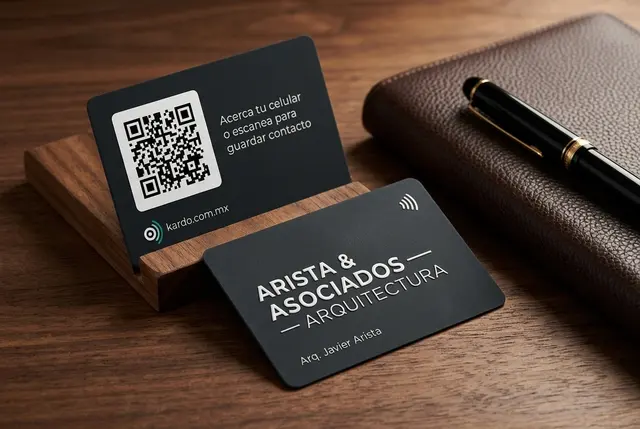 Acerca tu celular
o escanea para
guardar contacto
kardo.com.mx
ARISTA &
ASOCIADOS
ARQUITECTURA
Arq. Javier Arista